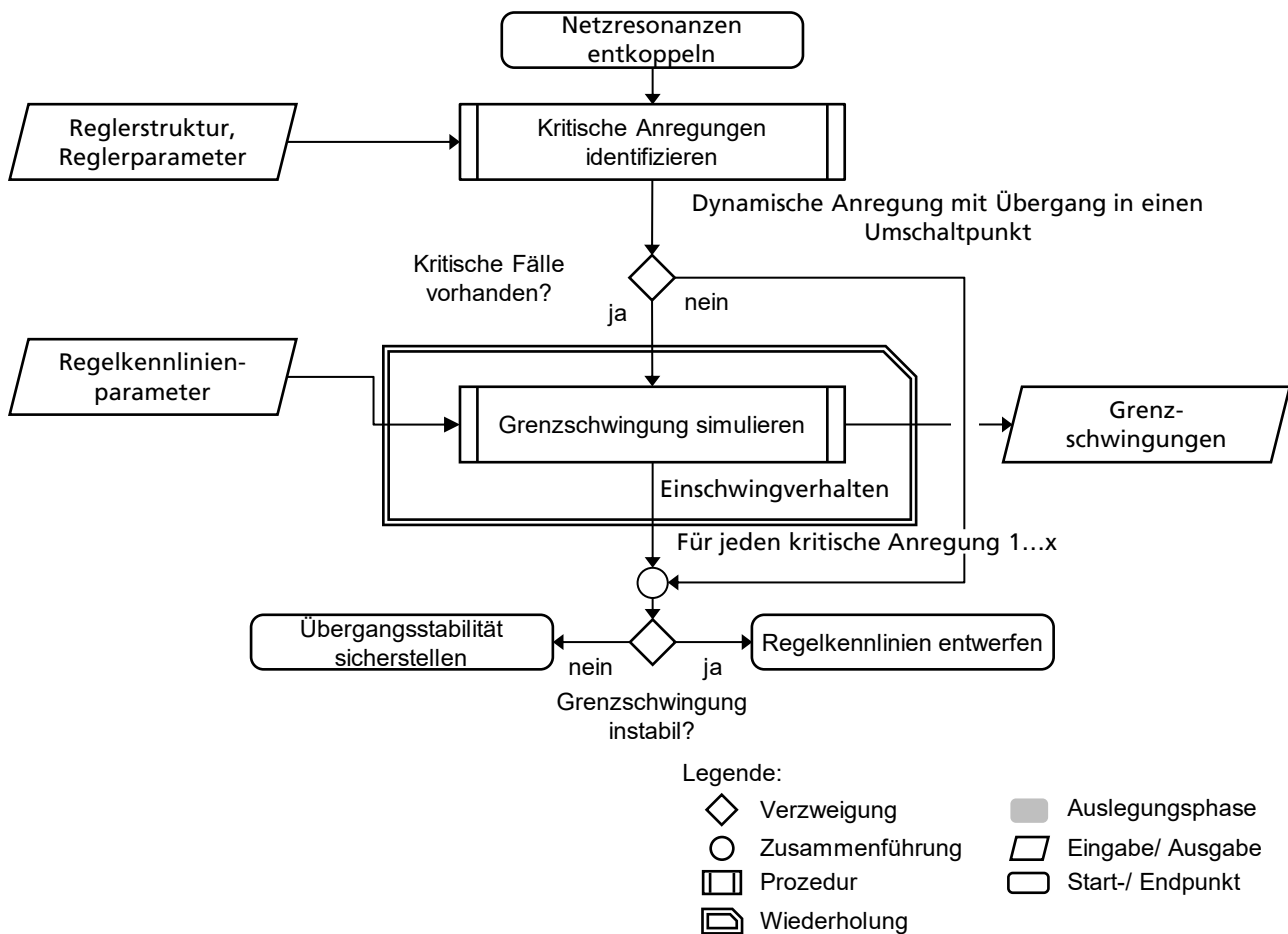 Netzresonanzen
entkoppeln
Reglerstruktur,
Reglerparameter
Kritische Anregungen
identifizieren
Dynamische Anregung mit Übergang in einen
Umschaltpunkt
Kritische Fälle
vorhanden?
ja
nein
Regelkennlinien-
parameter
Grenzschwingung simulieren
Grenz-
schwingungen
Einschwingverhalten
Für jeden kritische Anregung 1...x
Übergangsstabilität
sicherstellen
nein
ja
Regelkennlinien entwerfen
Grenzschwingung
instabil?
Legende:
Verzweigung
Zusammenführung
Prozedur
Wiederholung
Auslegungsphase
Eingabe/ Ausgabe
Start-/ Endpunkt